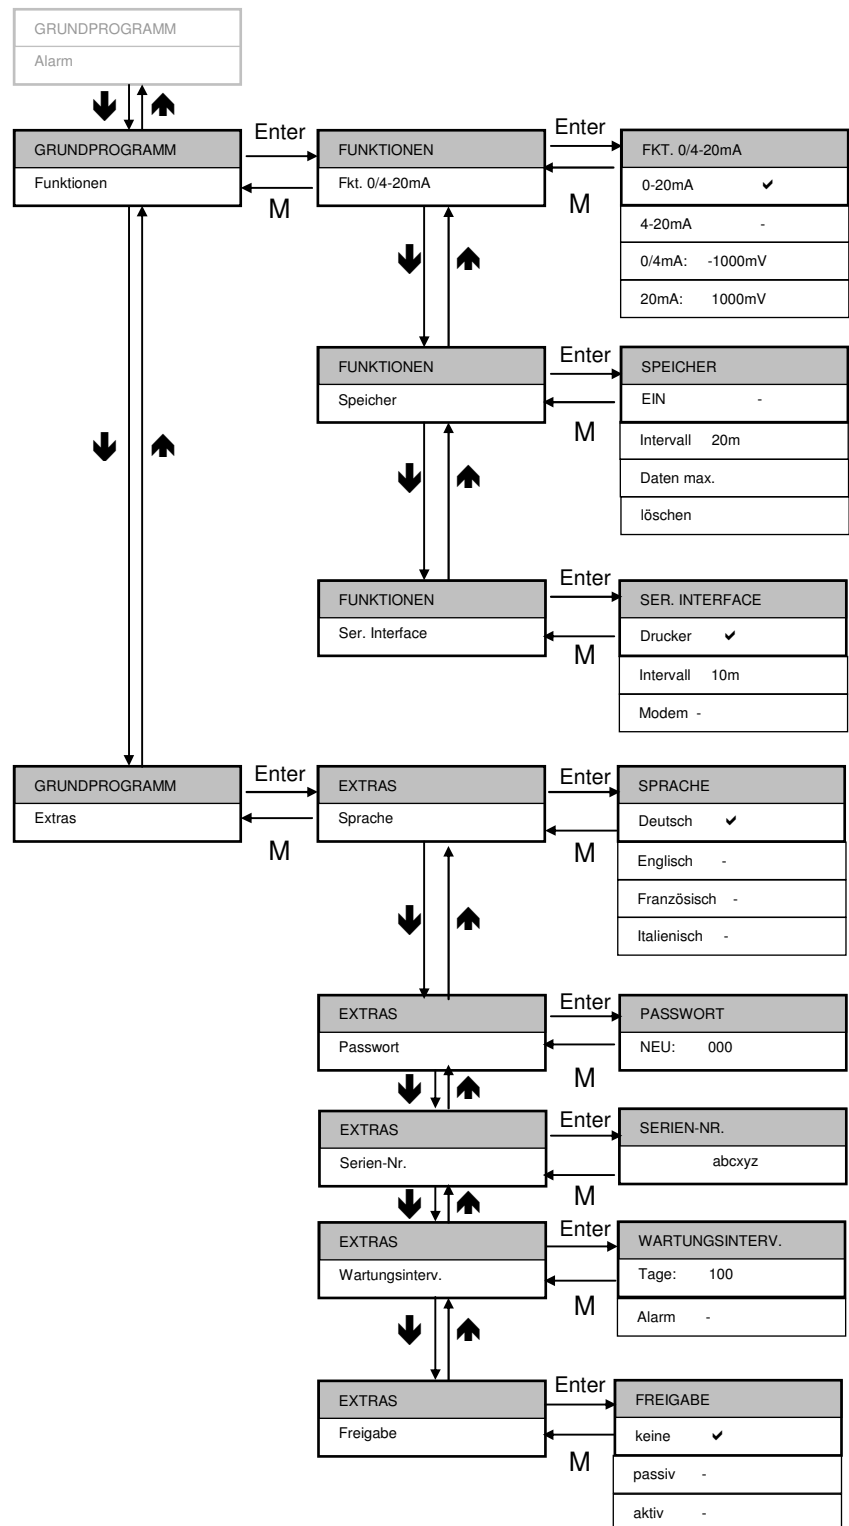 GRUNDPROGRAMM
Alarm
Enter
Enter
GRUNDPROGRAMM
FUNKTIONEN
FKT. 0/4-20mA
Funktionen
Fkt. 0/4-20mA
0-20mA ✔
M
M
4-20mA -
0/4mA: -1000mV
20mA: 1000mV
Enter
FUNKTIONEN
SPEICHER
Speicher
EIN -
M
Intervall 20m
Daten max.
löschen
Enter
FUNKTIONEN
SER. INTERFACE
Ser. Interface
Drucker ✔
M
Intervall 10m
Modem -
Enter
Enter
GRUNDPROGRAMM
EXTRAS
SPRACHE
Extras
Sprache
Deutsch ✔
M
M
Englisch -
Französisch -
Italienisch -
Enter
EXTRAS
PASSWORT
Passwort
NEU: 000
M
Enter
EXTRAS
SERIEN-NR.
Serien-Nr.
abcxyz
M
Enter
EXTRAS
WARTUNGSINTERV.
Wartungsinterv.
Tage: 100
M
Alarm -
Enter
EXTRAS
FREIGABE
Freigabe
keine ✔
M
passiv -
aktiv -